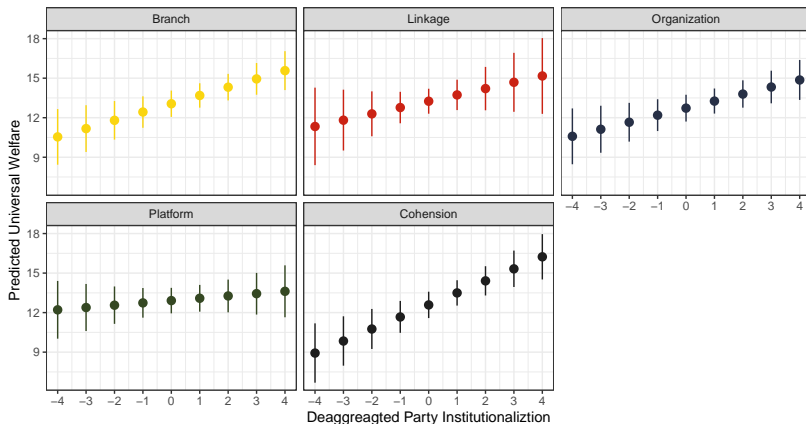 Branch
Linkage
Organization
18
15
12
9
Platform
Cohension
−4 −3 −2 −1 0 1 2 3 4
18
15
12
9
−4 −3 −2 −1 0 1 2 3 4
−4 −3 −2 −1 0 1 2 3 4
Predicted Universal Welfare
Deaggreagted Party Institutionaliztion